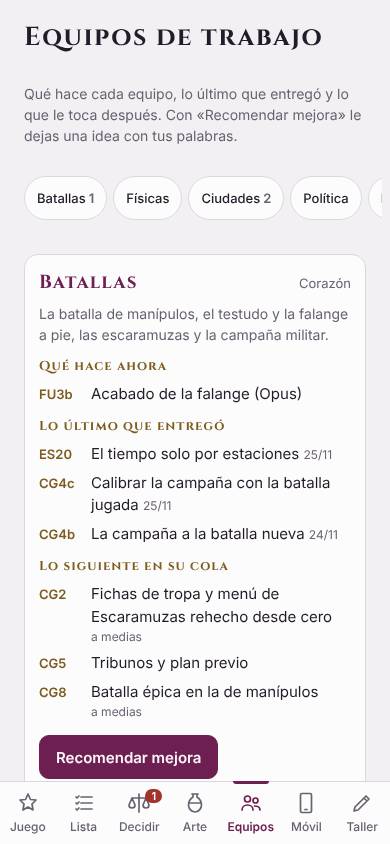 Equipos de trabajo
Qué hace cada equipo, lo último que entregó y lo
que le toca después. Con «Recomendar mejora» le
dejas una idea con tus palabras.
Batallas 1 Físicas Ciudades 2 Política
Batallas Corazón
La batalla de manípulos, el testudo y la falange
a pie, las escaramuzas y la campaña militar.
Qué hace ahora
FU3b Acabado de la falange (Opus)
Lo último que entregó
ES20 El tiempo solo por estaciones 25/11
CG4c Calibrar la campaña con la batalla
jugada 25/11
CG4b La campaña a la batalla nueva 24/11
Lo siguiente en su cola
CG2 Fichas de tropa y menú de
Escaramuzas rehecho desde cero
a medias
CG5 Tribunos y plan previo
CG8 Batalla épica en la de manípulos
a medias
Recomendar mejora
1
Juego Lista Decidir Arte Equipos Móvil Taller